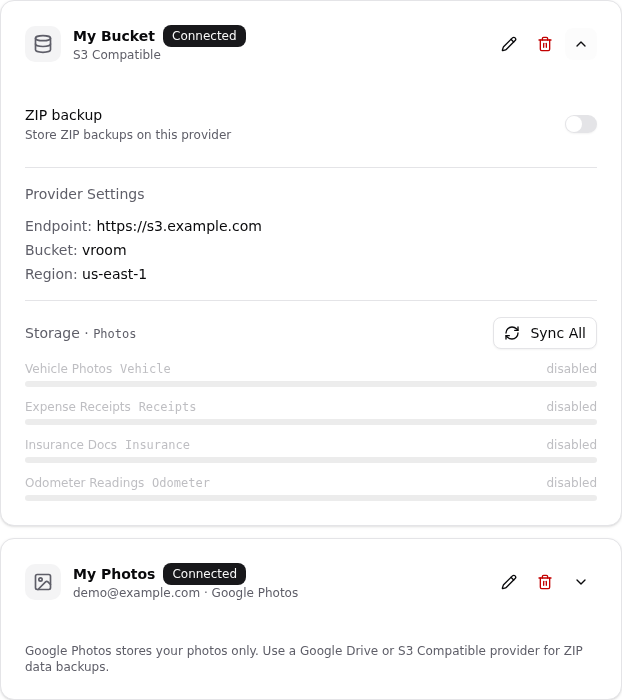 My Bucket Connected
S3 Compatible
ZIP backup
Store ZIP backups on this provider
Provider Settings
Endpoint: https://s3.example.com
Bucket: vroom
Region: us-east-1
Storage · Photos Sync All
Vehicle Photos Vehicle disabled
Expense Receipts Receipts disabled
Insurance Docs Insurance disabled
Odometer Readings Odometer disabled
My Photos Connected
demo@example.com · Google Photos
Google Photos stores your photos only. Use a Google Drive or S3 Compatible provider for ZIP
data backups.